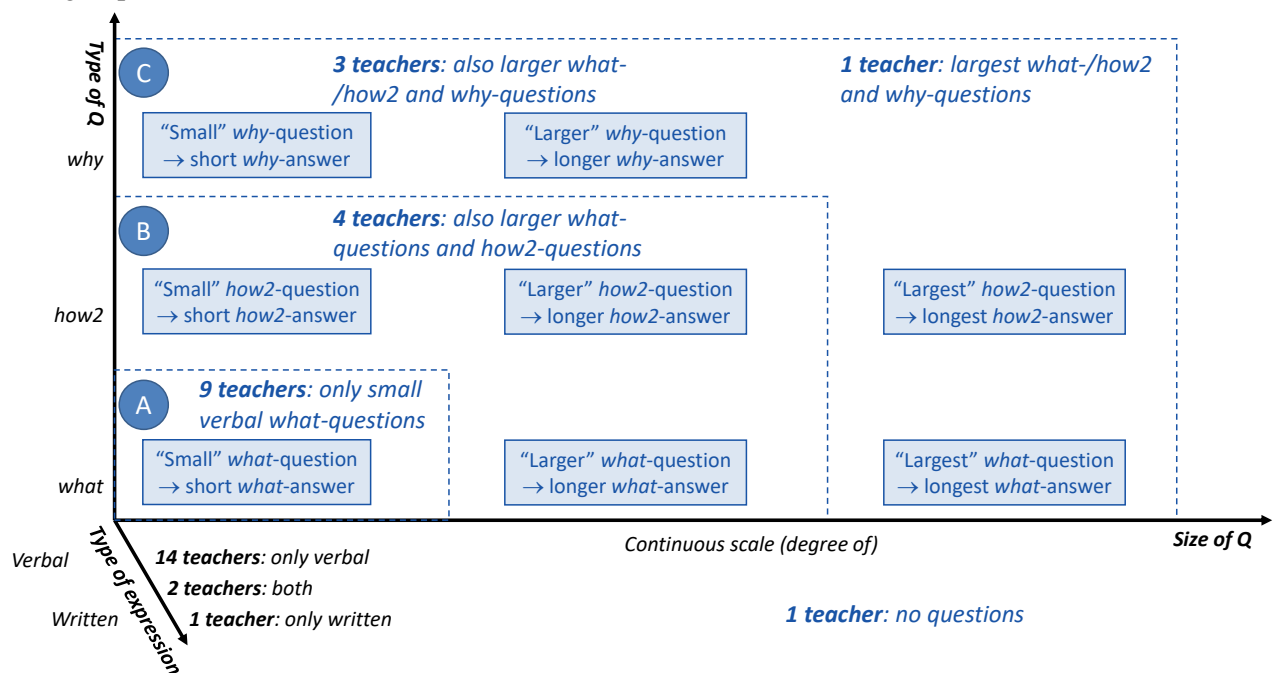 Type of Q
C
3 teachers: also larger what-
/how2 and why-questions
1 teacher: largest what-/how2
and why-questions
why
“Small” why-question
→ short why-answer
“Larger” why-question
→ longer why-answer
B
4 teachers: also larger what-
questions and how2-questions
how2
“Small” how2-question
→ short how2-answer
“Larger” how2-question
→ longer how2-answer
“Largest” how2-question
→ longest how2-answer
A
9 teachers: only small
verbal what-questions
what
“Small” what-question
→ short what-answer
“Larger” what-question
→ longer what-answer
“Largest” what-question
→ longest what-answer
Continuous scale (degree of)
Size of Q
Type of expression
Verbal
14 teachers: only verbal
2 teachers: both
Written
1 teacher: only written
1 teacher: no questions